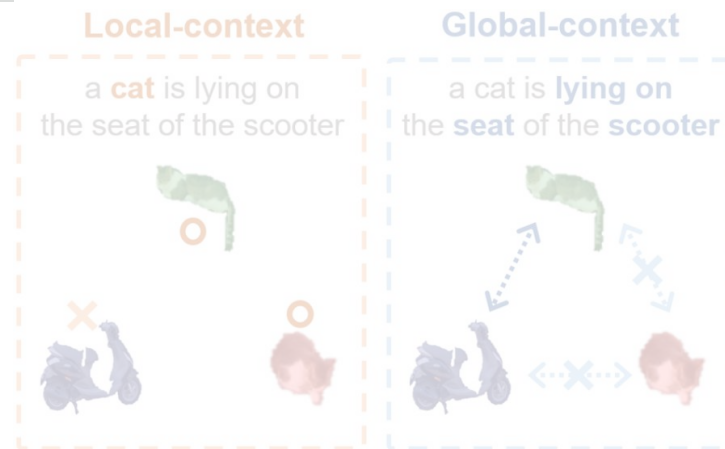 Local-context
a cat is lying on
the seat of the scooter
Global-context
a cat is lying on
the seat of the scooter